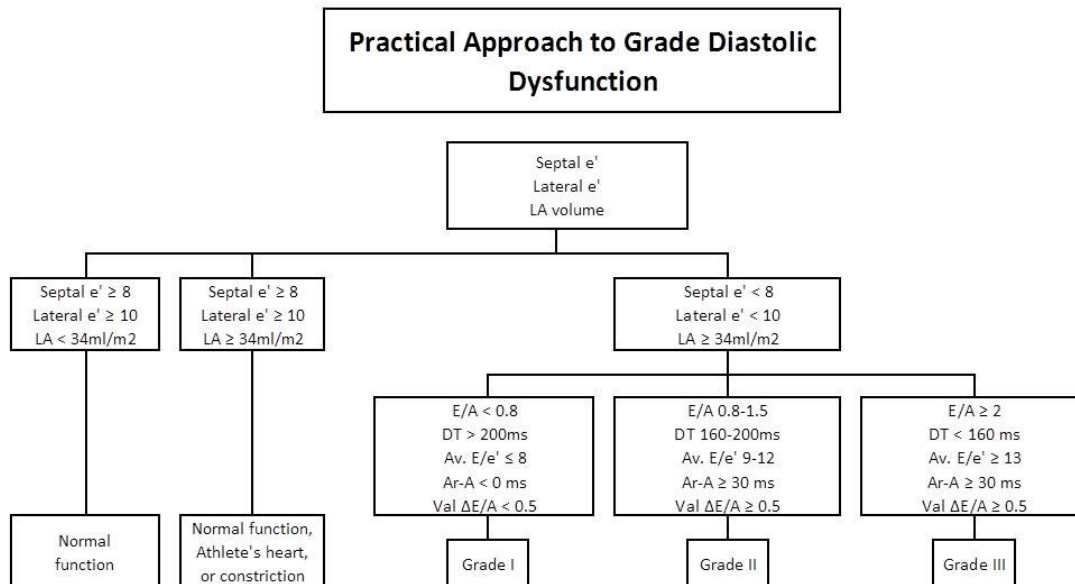 Practical Approach to Grade Diastolic
Dysfunction
Septal e'
Lateral e'
LA volume
Septal e' ≥ 8
Lateral e' ≥ 10
LA < 34ml/m2
Septal e' ≥ 8
Lateral e' ≥ 10
LA ≥ 34ml/m2
Septal e' < 8
Lateral e' < 10
LA ≥ 34ml/m2
E/A < 0.8
DT > 200ms
Av. E/e' ≤ 8
Ar-A < 0 ms
Val ΔE/A < 0.5
E/A 0.8-1.5
DT 160-200ms
Av. E/e' 9-12
Ar-A ≥ 30 ms
Val ΔE/A ≥ 0.5
E/A ≥ 2
DT < 160 ms
Av. E/e' ≥ 13
Ar-A ≥ 30 ms
Val ΔE/A ≥ 0.5
Normal
function
Normal function,
Athlete's heart,
or constriction
Grade I
Grade II
Grade III